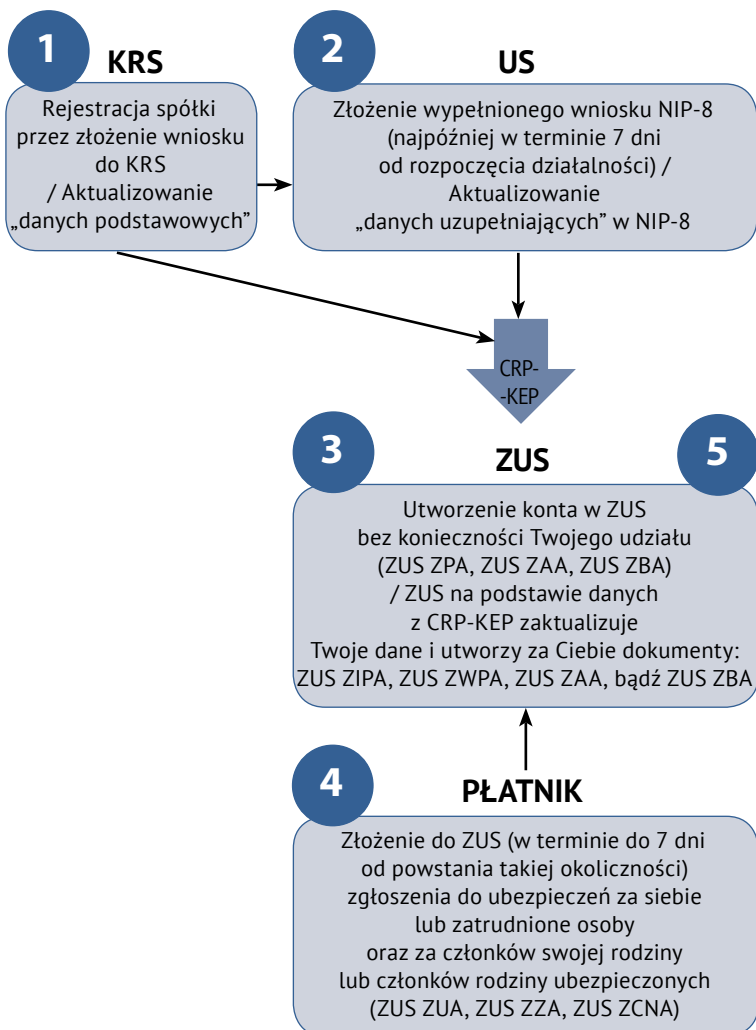 1
KRS
Rejestracja spółki
przez złożenie wniosku
do KRS
/ Aktualizowanie
„danych podstawowych”
2
US
Złożenie wypełnionego wniosku NIP-8
(najpóźniej w terminie 7 dni
od rozpoczęcia działalności) /
Aktualizowanie
„danych uzupełniających” w NIP-8
CRP-
-KEP
3
ZUS
5
Utworzenie konta w ZUS
bez konieczności Twojego udziału
(ZUS ZPA, ZUS ZAA, ZUS ZBA)
/ ZUS na podstawie danych
z CRP-KEP zaktualizuje
Twoje dane i utworzy za Ciebie dokumenty:
ZUS ZIPA, ZUS ZWPA, ZUS ZAA, bądź ZUS ZBA
4
PŁATNIK
Złożenie do ZUS (w terminie do 7 dni
od powstania takiej okoliczności)
zgłoszenia do ubezpieczeń za siebie
lub zatrudnione osoby
oraz za członków swojej rodziny
lub członków rodziny ubezpieczonych
(ZUS ZUA, ZUS ZZA, ZUS ZCNA)